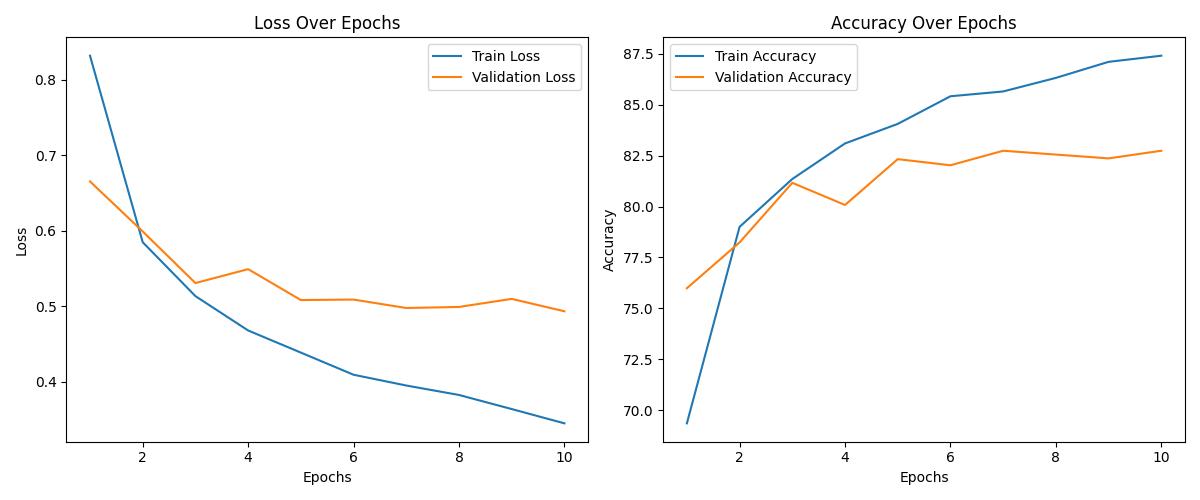 Loss Over Epochs
Train Loss
Validation Loss
0.8
0.7
0.6
0.5
0.4
Loss
2 4 6 8 10
Epochs
Accuracy Over Epochs
Train Accuracy
Validation Accuracy
87.5
85.0
82.5
80.0
77.5
75.0
72.5
70.0
Accuracy
2 4 6 8 10
Epochs